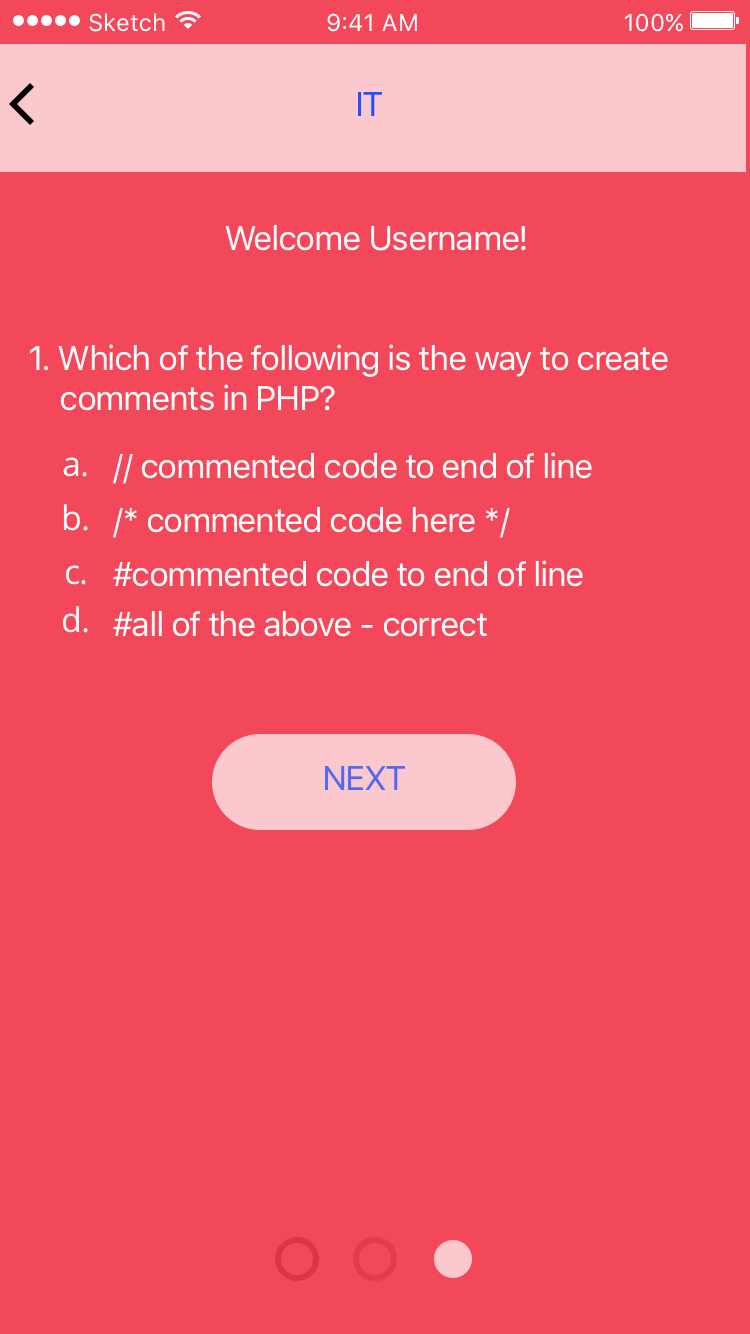 Sketch 9:41 AM 100%
IT
Welcome Username!
1. Which of the following is the way to create
comments in PHP?
a. // commented code to end of line
b. /* commented code here */
c. #commented code to end of line
d. #all of the above - correct
NEXT